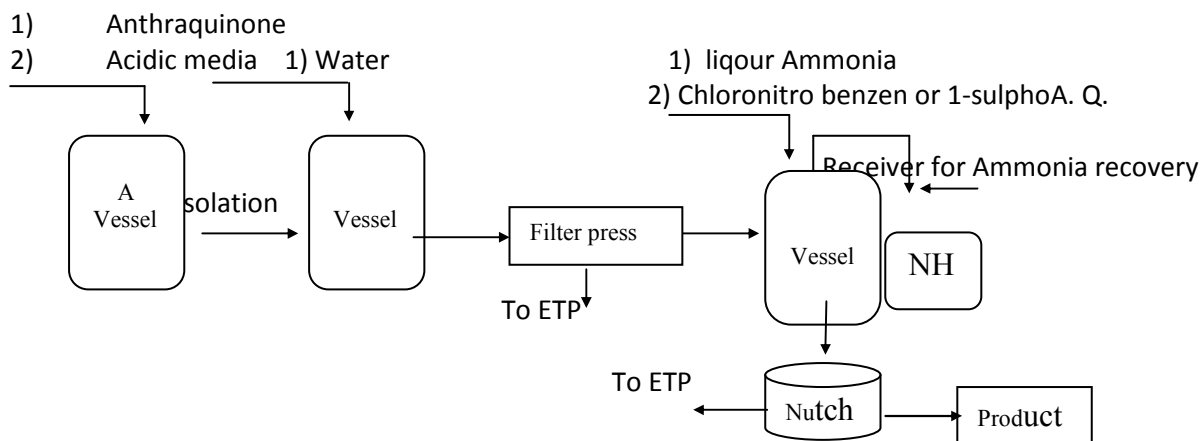 1) Anthraquinone
2) Acidic media
1) Water
1) liqour Ammonia
2) Chloronitro benzen or 1-sulphoA. Q.
Receiver for Ammonia recovery
A
Vessel
solation
Vessel
Filter press
Vessel
NH
To ETP
To ETP
Nutch
Product